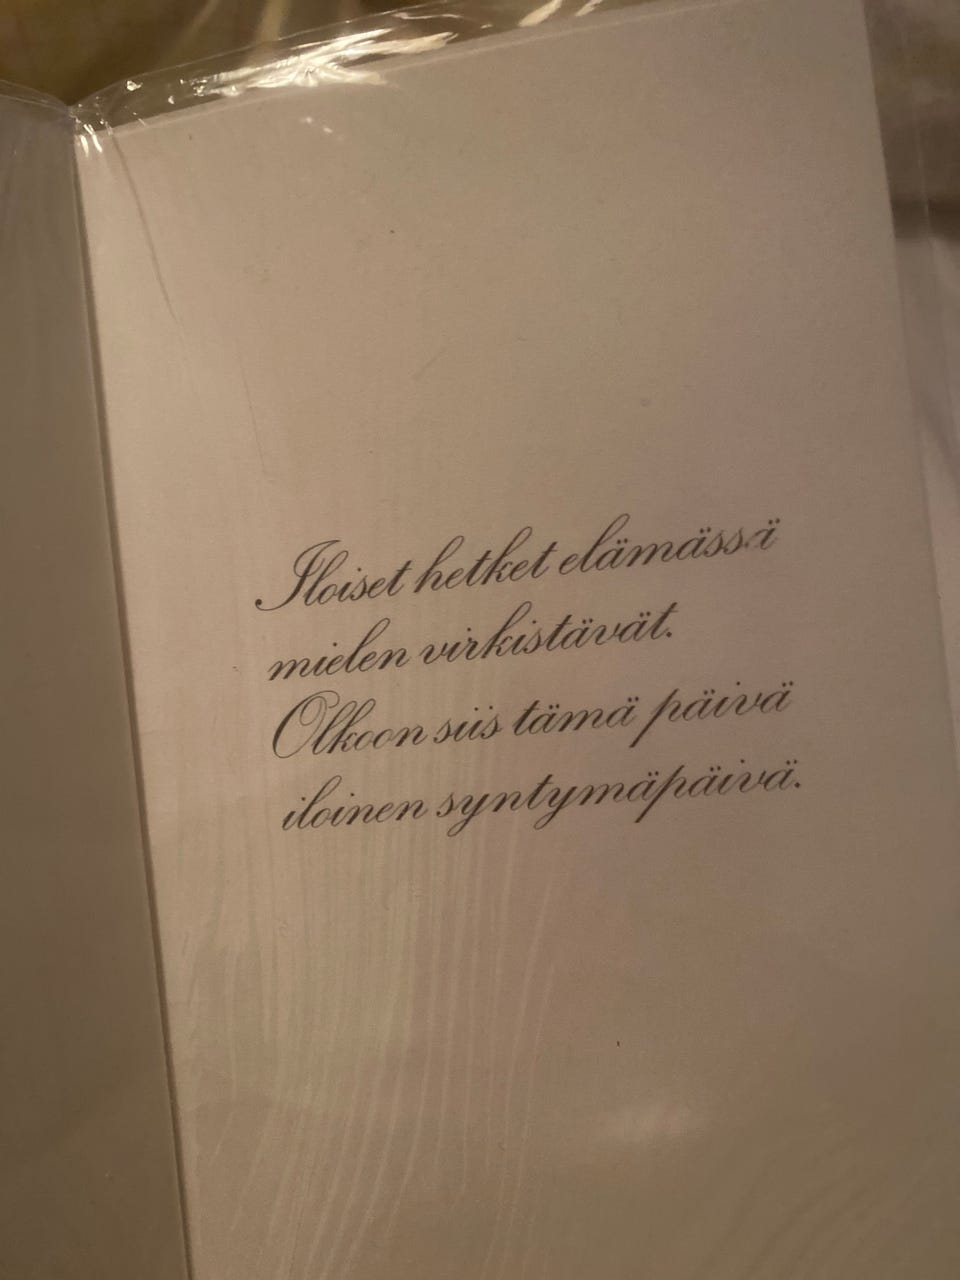 Iloiset hetket elämässä
mielen virkistävät.
Olkoon siis tämä päivä
iloinen syntymäpäivä.